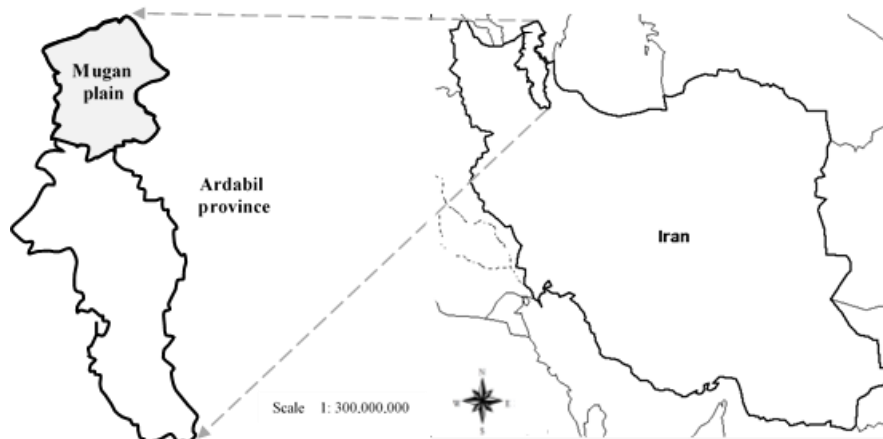 Mugan
plain
Ardabil
province
Iran
Scale 1: 300,000,000
N
W E
S